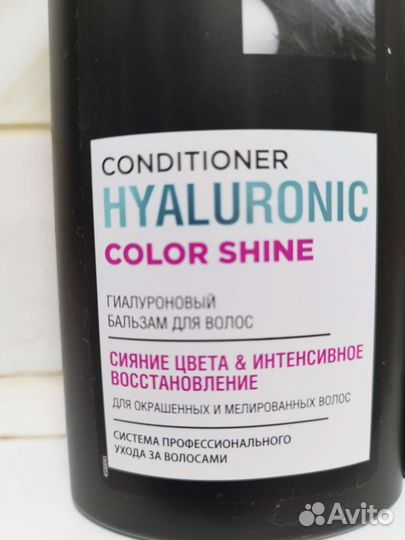 CONDITIONER
HYALURONIC
COLOR SHINE
ГИАЛУРОНОВЫЙ
БАЛЬЗАМ ДЛЯ ВОЛОС
СИЯНИЕ ЦВЕТА & ИНТЕНСИВНОЕ
ВОССТАНОВЛЕНИЕ
ДЛЯ ОКРАШЕННЫХ И МЕЛИРОВАННЫХ ВОЛОС
СИСТЕМА ПРОФЕССИОНАЛЬНОГО
УХОДА ЗА ВОЛОСАМИ
Avito